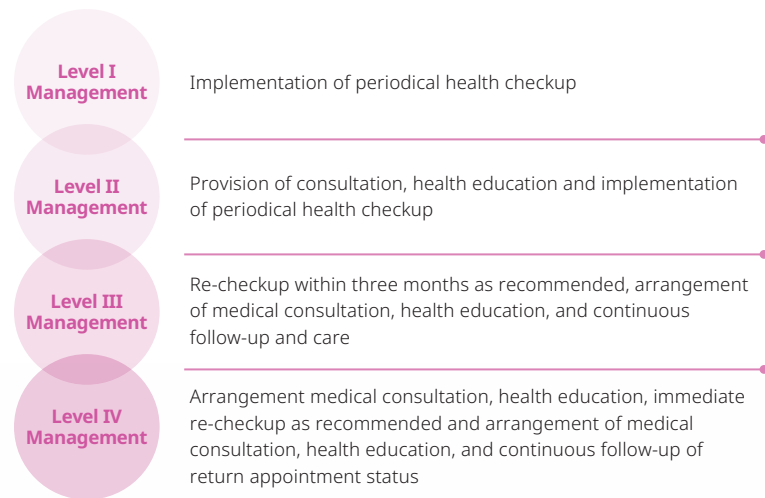 Level I
Management
Implementation of periodical health checkup
Level II
Management
Provision of consultation, health education and implementation
of periodical health checkup
Level III
Management
Re-checkup within three months as recommended, arrangement
of medical consultation, health education, and continuous
follow-up and care
Level IV
Management
Arrangement medical consultation, health education, immediate
re-checkup as recommended and arrangement of medical
consultation, health education, and continuous follow-up of
return appointment status